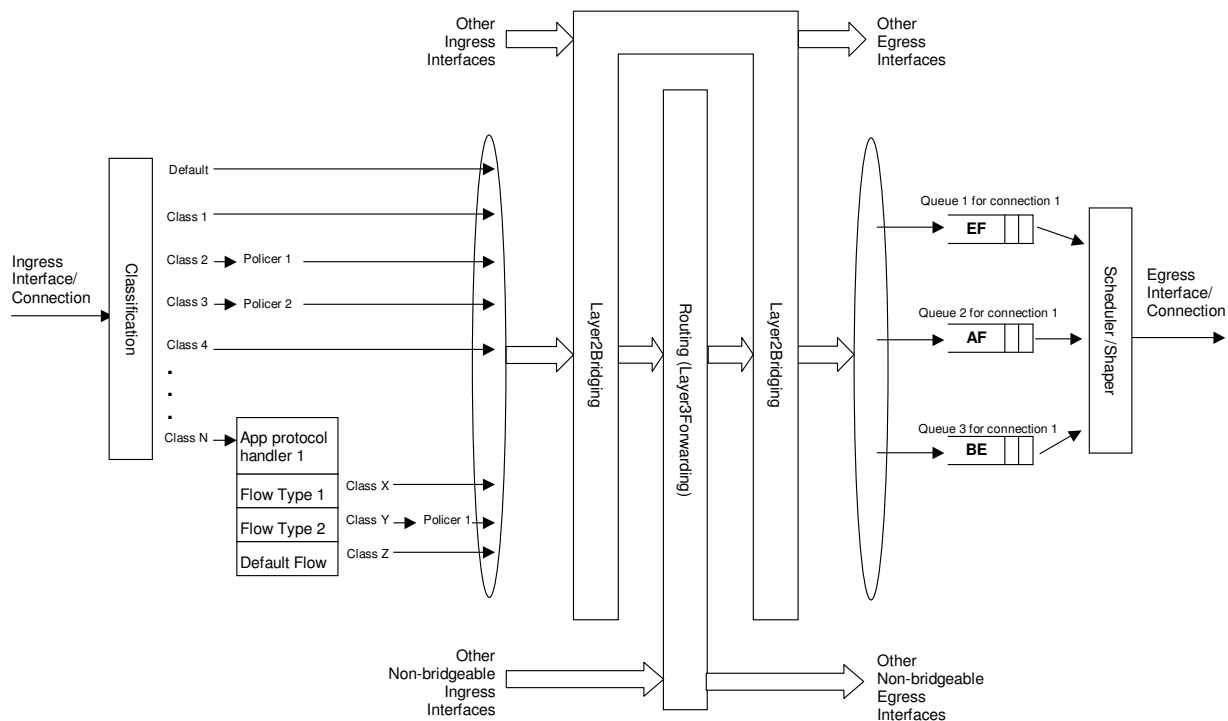 Other
Ingress
Interfaces
Other
Egress
Interfaces
Ingress
Interface/
Connection
Classification
Default
Class 1
Class 2
Policer 1
Class 3
Policer 2
Class 4
.
.
.
Class N
App protocol
handler 1
Flow Type 1
Class X
Flow Type 2
Class Y
Policer 1
Default Flow
Class Z
Layer2Bridging
Routing (Layer3Forwarding)
Layer2Bridging
Queue 1 for connection 1
EF
Queue 2 for connection 1
AF
Queue 3 for connection 1
BE
Scheduler /Shaper
Egress
Interface/
Connection
Other
Non-bridgeable
Ingress
Interfaces
Other
Non-bridgeable
Egress
Interfaces